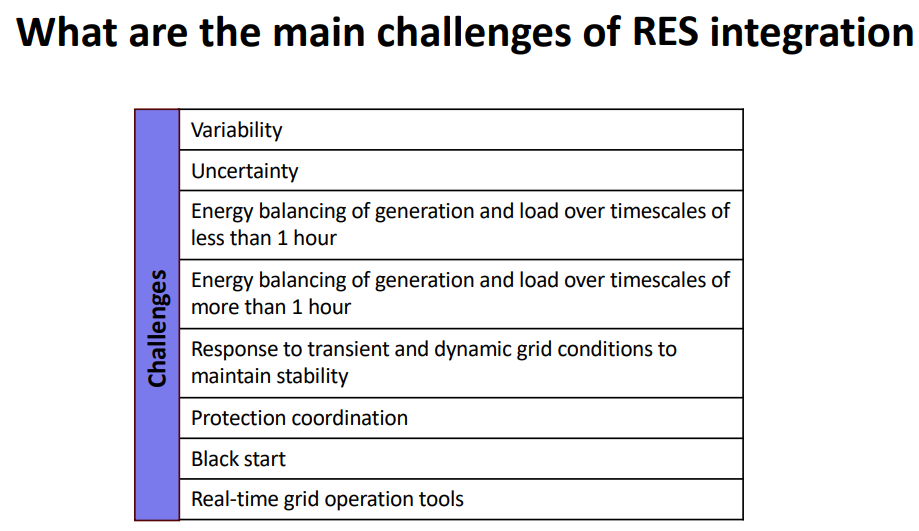 What are the main challenges of RES integration
Challenges
Variability
Uncertainty
Energy balancing of generation and load over timescales of
less than 1 hour
Energy balancing of generation and load over timescales of
more than 1 hour
Response to transient and dynamic grid conditions to
maintain stability
Protection coordination
Black start
Real-time grid operation tools